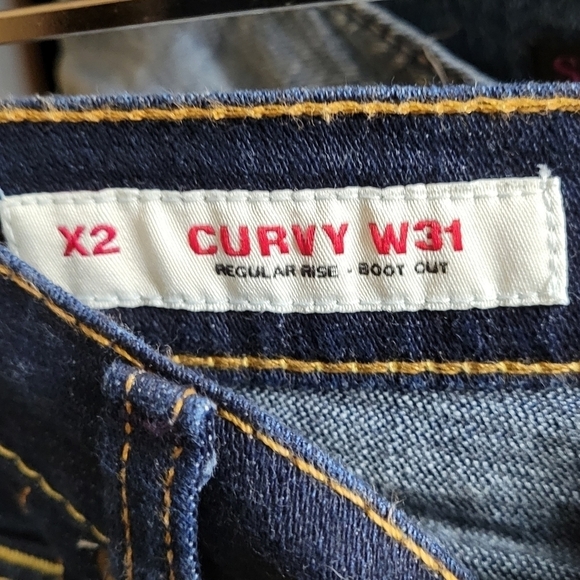 X2 CURVY W31
REGULAR RISE - BOOT CUT